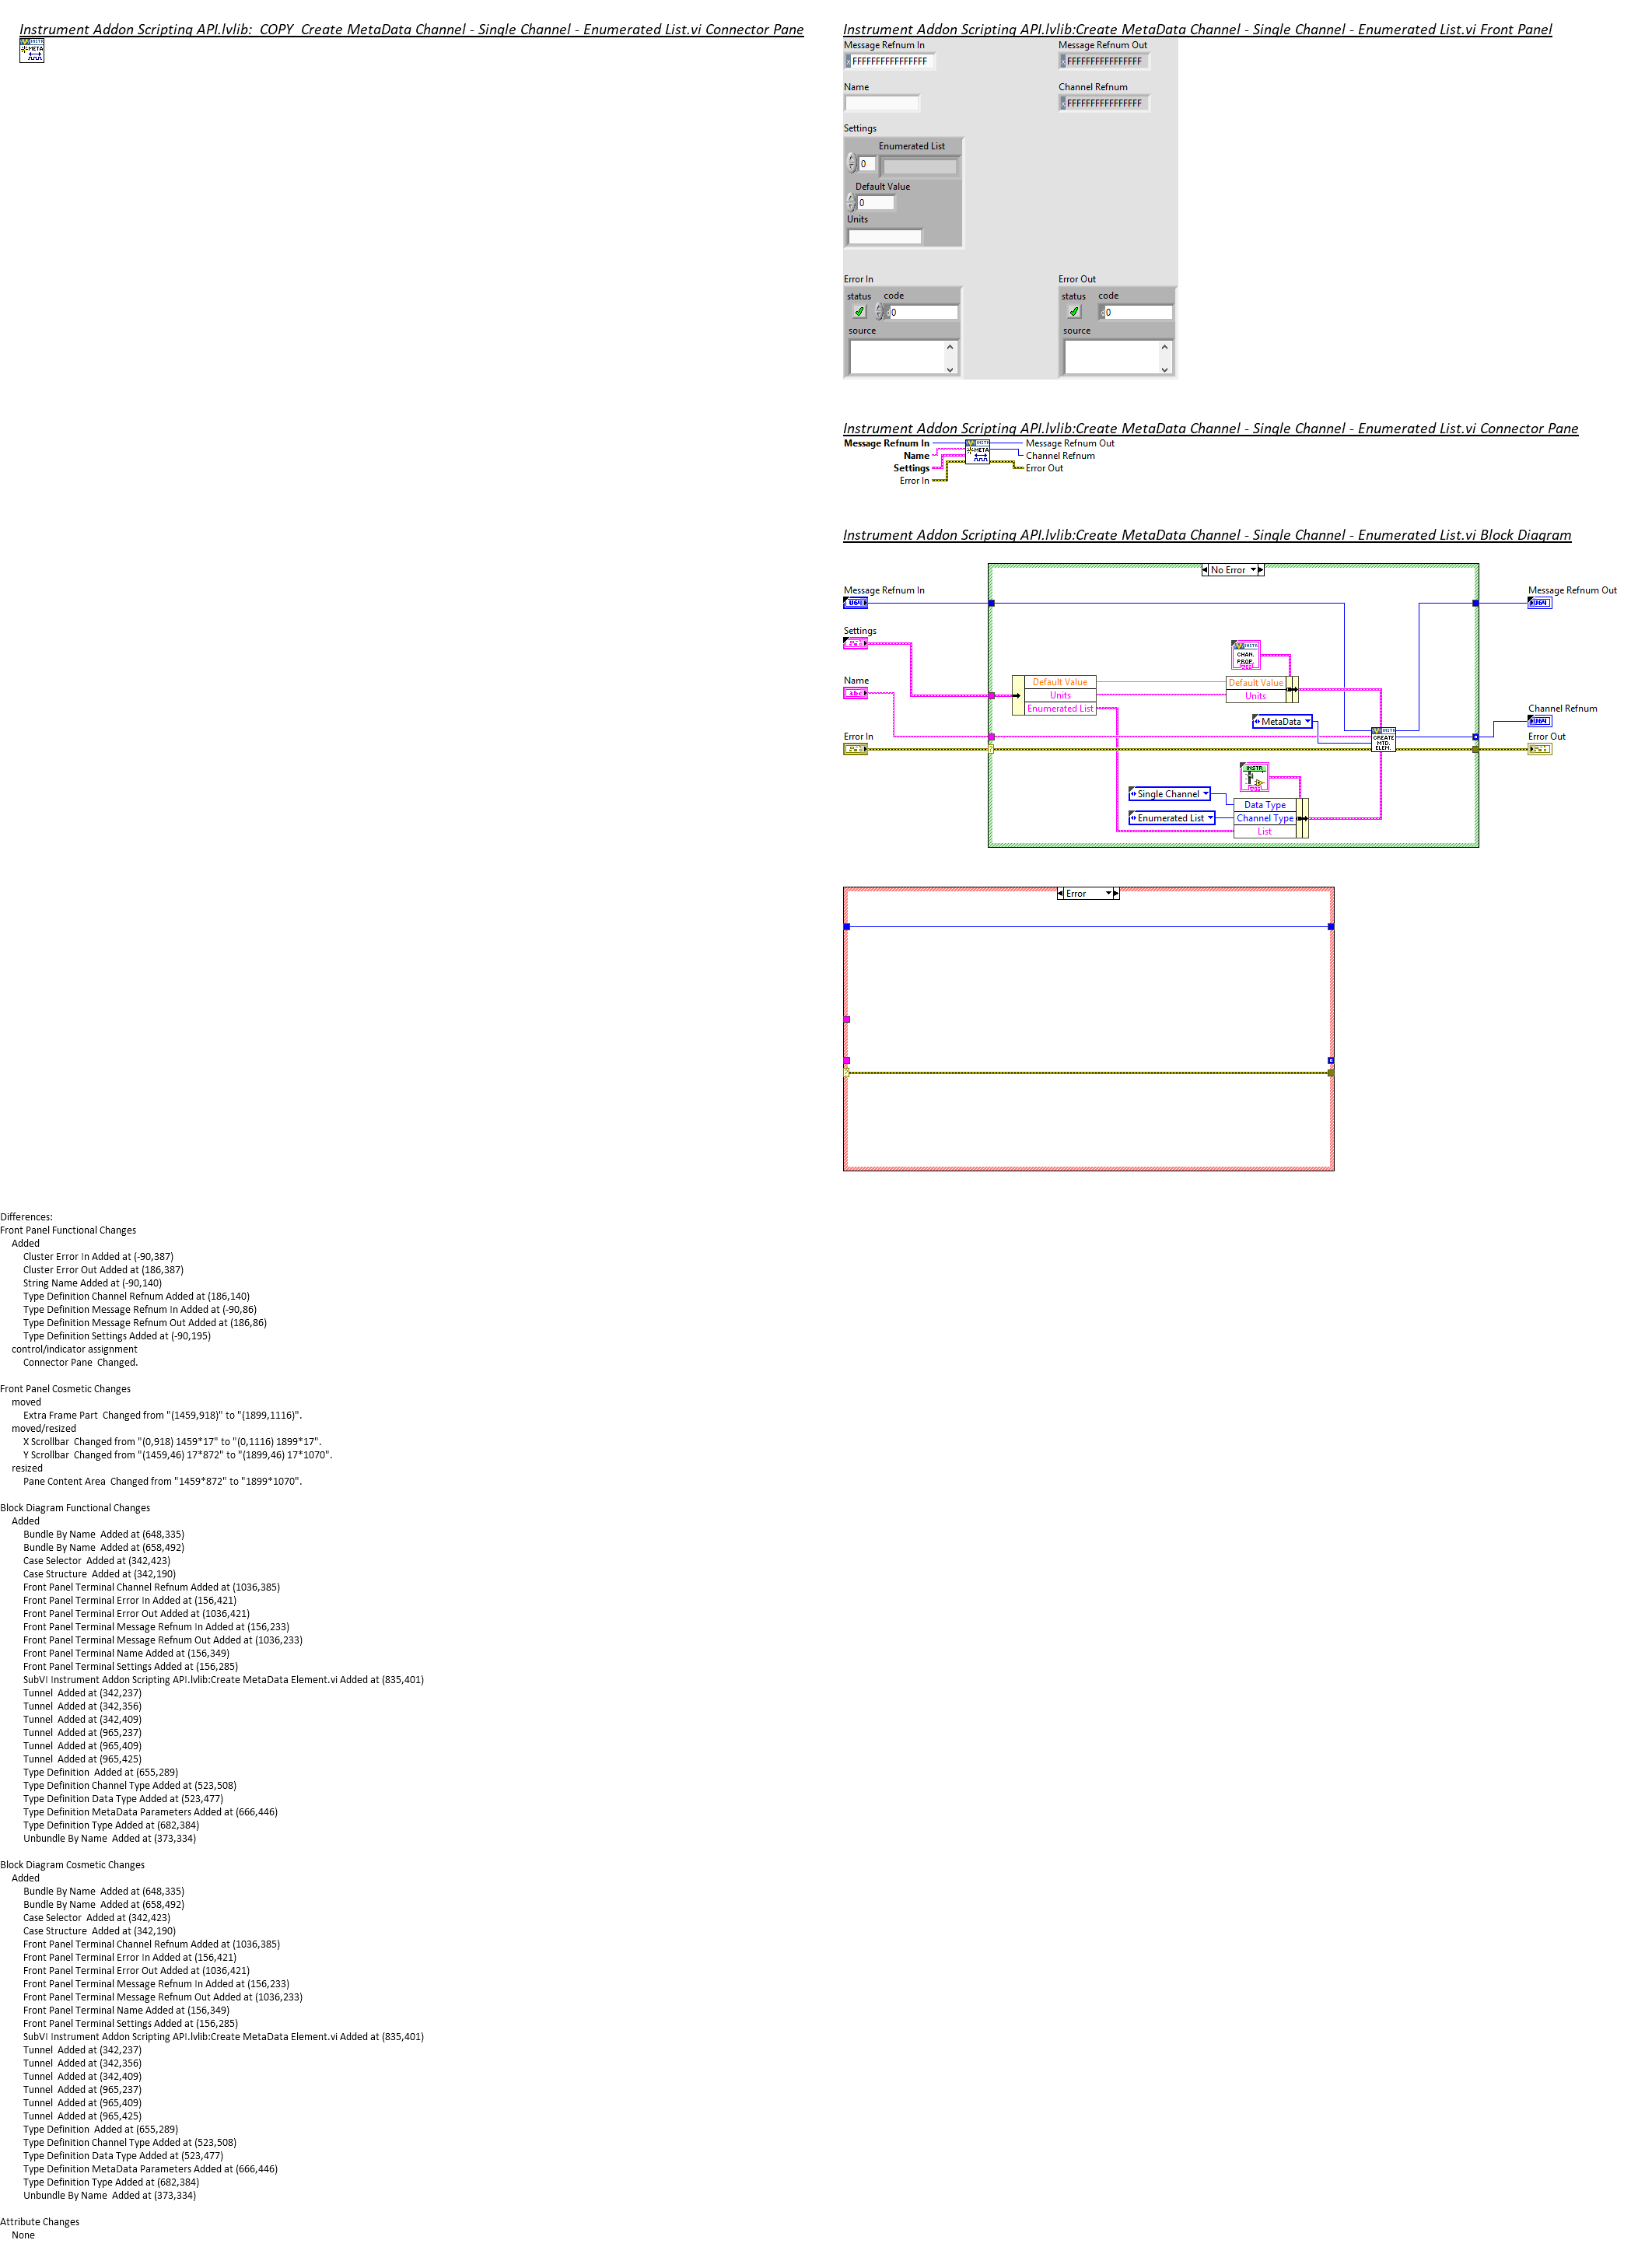 Instrument Addon Scripting API.lvlib:_COPY_Create MetaData Channel - Single Channel - Enumerated List.vi Connector Pane
META
Instrument Addon Scripting API.lvlib:Create MetaData Channel - Single Channel - Enumerated List.vi Front Panel
Message Refnum In
Message Refnum Out
x FFFFFFFFFFFFFFFF
x FFFFFFFFFFFFFFFF
Name
Channel Refnum
x FFFFFFFFFFFFFFFF
Settings
Enumerated List
0
Default Value
0
Units
Error In
Error Out
status code
status code
0
0
source
source
Instrument Addon Scripting API.lvlib:Create MetaData Channel - Single Channel - Enumerated List.vi Connector Pane
Message Refnum In
Message Refnum Out
Name
META
Channel Refnum
Settings
Error Out
Error In
Instrument Addon Scripting API.lvlib:Create MetaData Channel - Single Channel - Enumerated List.vi Block Diagram
No Error
Message Refnum In
Message Refnum Out
U64
U64
Settings
CHAN.
PROP.
Name
abc
Default Value
Units
Enumerated List
Default Value
Units
MetaData
Channel Refnum
U64
Error In
Error Out
CREATE
MTD.
ELEM.
INSTR.
Single Channel
Enumerated List
Data Type
Channel Type
List
Error
Differences:
Front Panel Functional Changes
Added
Cluster Error In Added at (-90,387)
Cluster Error Out Added at (186,387)
String Name Added at (-90,140)
Type Definition Channel Refnum Added at (186,140)
Type Definition Message Refnum In Added at (-90,86)
Type Definition Message Refnum Out Added at (186,86)
Type Definition Settings Added at (-90,195)
control/indicator assignment
Connector Pane  Changed.
Front Panel Cosmetic Changes
moved
Extra Frame Part  Changed from "(1459,918)" to "(1899,1116)".
moved/resized
X Scrollbar  Changed from "(0,918) 1459*17" to "(0,1116) 1899*17".
Y Scrollbar  Changed from "(1459,46) 17*872" to "(1899,46) 17*1070".
resized
Pane Content Area  Changed from "1459*872" to "1899*1070".
Block Diagram Functional Changes
Added
Bundle By Name  Added at (648,335)
Bundle By Name  Added at (658,492)
Case Selector  Added at (342,423)
Case Structure  Added at (342,190)
Front Panel Terminal Channel Refnum Added at (1036,385)
Front Panel Terminal Error In Added at (156,421)
Front Panel Terminal Error Out Added at (1036,421)
Front Panel Terminal Message Refnum In Added at (156,233)
Front Panel Terminal Message Refnum Out Added at (1036,233)
Front Panel Terminal Name Added at (156,349)
Front Panel Terminal Settings Added at (156,285)
SubVI Instrument Addon Scripting API.lvlib:Create MetaData Element.vi Added at (835,401)
Tunnel  Added at (342,237)
Tunnel  Added at (342,356)
Tunnel  Added at (342,409)
Tunnel  Added at (965,237)
Tunnel  Added at (965,409)
Tunnel  Added at (965,425)
Type Definition  Added at (655,289)
Type Definition Channel Type Added at (523,508)
Type Definition Data Type Added at (523,477)
Type Definition MetaData Parameters Added at (666,446)
Type Definition Type Added at (682,384)
Unbundle By Name  Added at (373,334)
Block Diagram Cosmetic Changes
Added
Bundle By Name  Added at (648,335)
Bundle By Name  Added at (658,492)
Case Selector  Added at (342,423)
Case Structure  Added at (342,190)
Front Panel Terminal Channel Refnum Added at (1036,385)
Front Panel Terminal Error In Added at (156,421)
Front Panel Terminal Error Out Added at (1036,421)
Front Panel Terminal Message Refnum In Added at (156,233)
Front Panel Terminal Message Refnum Out Added at (1036,233)
Front Panel Terminal Name Added at (156,349)
Front Panel Terminal Settings Added at (156,285)
SubVI Instrument Addon Scripting API.lvlib:Create MetaData Element.vi Added at (835,401)
Tunnel  Added at (342,237)
Tunnel  Added at (342,356)
Tunnel  Added at (342,409)
Tunnel  Added at (965,237)
Tunnel  Added at (965,409)
Tunnel  Added at (965,425)
Type Definition  Added at (655,289)
Type Definition Channel Type Added at (523,508)
Type Definition Data Type Added at (523,477)
Type Definition MetaData Parameters Added at (666,446)
Type Definition Type Added at (682,384)
Unbundle By Name  Added at (373,334)
Attribute Changes
None